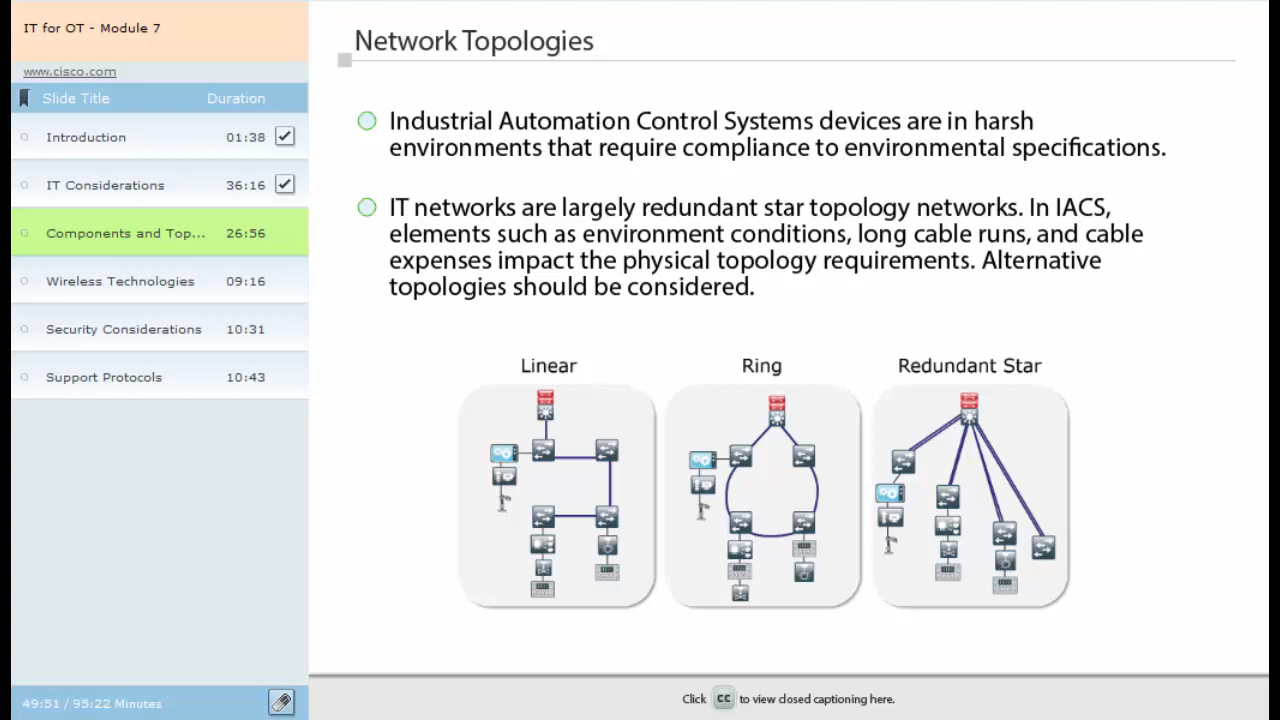 IT for OT - Module 7
www.cisco.com
Slide Title Duration
Introduction 01:38
IT Considerations 36:16
Components and Top... 26:56
Wireless Technologies 09:16
Security Considerations 10:31
Support Protocols 10:43
49:51 / 95:22 Minutes
Network Topologies
Industrial Automation Control Systems devices are in harsh
environments that require compliance to environmental specifications.
IT networks are largely redundant star topology networks. In IACS,
elements such as environment conditions, long cable runs, and cable
expenses impact the physical topology requirements. Alternative
topologies should be considered.
Linear Ring Redundant Star
Click CC to view closed captioning here.